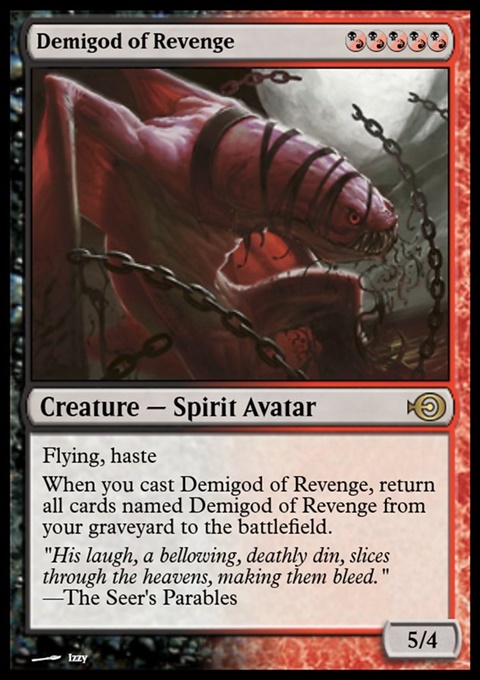 Demigod of Revenge
Creature — Spirit Avatar
Flying, haste
When you cast Demigod of Revenge, return
all cards named Demigod of Revenge from
your graveyard to the battlefield.
"His laugh, a bellowing, deathly din, slices
through the heavens, making them bleed."
—The Seer's Parables
5/4
Izzy